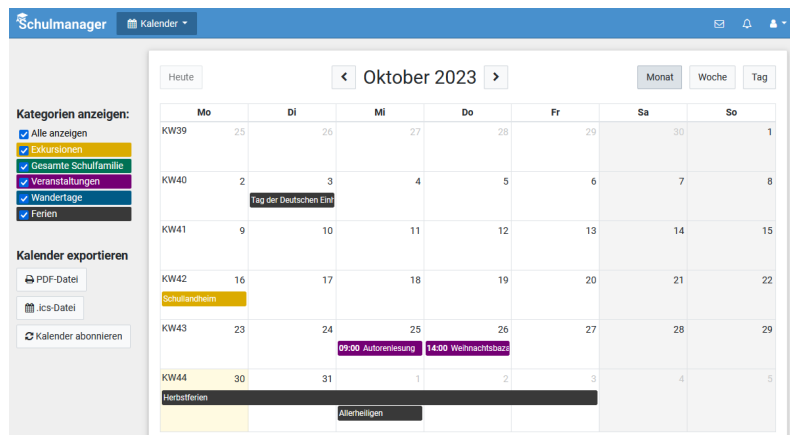 Schulmanager
Kalender
Heute
Oktober 2023
Monat
Woche
Tag
Kategorien anzeigen:
Alle anzeigen
Exkursionen
Gesamte Schulfamilie
Veranstaltungen
Wandertage
Ferien
Kalender exportieren
PDF-Datei
.ics-Datei
Kalender abonnieren
Mo Di Mi Do Fr Sa So
KW39 25 26 27 28 29 30 1
KW40 2 3 4 5 6 7 8
Tag der Deutschen Einh
KW41 9 10 11 12 13 14 15
KW42 16 17 18 19 20 21 22
Schullandheim
KW43 23 24 25 26 27 28 29
09:00 Autorenlesung 14:00 Weihnachtsbaza
KW44 30 31 1 2 3 4 5
Herbstferien
Allerheiligen